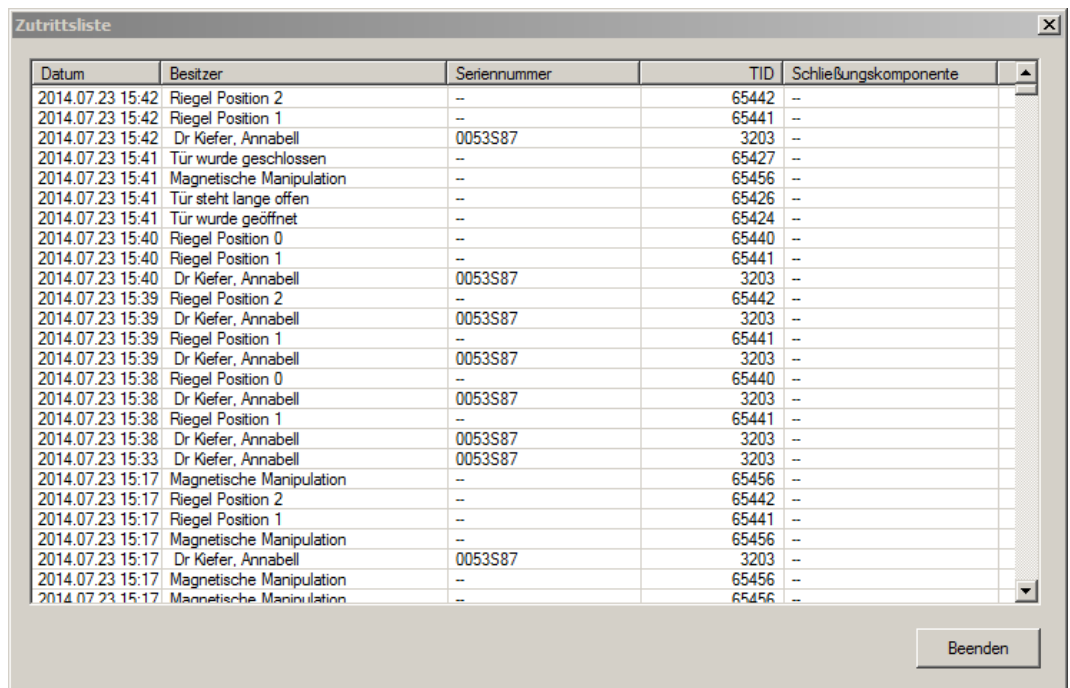 Zutrittsliste
Datum Besitzer Seriennummer TID Schließungskomponente
2014.07.23 15:42 Riegel Position 2 -- 65442 --
2014.07.23 15:42 Riegel Position 1 -- 65441 --
2014.07.23 15:42 Dr Kiefer, Annabell 0053S87 3203 --
2014.07.23 15:41 Tür wurde geschlossen -- 65427 --
2014.07.23 15:41 Magnetische Manipulation -- 65456 --
2014.07.23 15:41 Tür steht lange offen -- 65426 --
2014.07.23 15:41 Tür wurde geöffnet -- 65424 --
2014.07.23 15:40 Riegel Position 0 -- 65440 --
2014.07.23 15:40 Riegel Position 1 -- 65441 --
2014.07.23 15:40 Dr Kiefer, Annabell 0053S87 3203 --
2014.07.23 15:39 Riegel Position 2 -- 65442 --
2014.07.23 15:39 Dr Kiefer, Annabell 0053S87 3203 --
2014.07.23 15:39 Riegel Position 1 -- 65441 --
2014.07.23 15:39 Dr Kiefer, Annabell 0053S87 3203 --
2014.07.23 15:38 Riegel Position 0 -- 65440 --
2014.07.23 15:38 Dr Kiefer, Annabell 0053S87 3203 --
2014.07.23 15:38 Riegel Position 1 -- 65441 --
2014.07.23 15:38 Dr Kiefer, Annabell 0053S87 3203 --
2014.07.23 15:33 Dr Kiefer, Annabell 0053S87 3203 --
2014.07.23 15:17 Magnetische Manipulation -- 65456 --
2014.07.23 15:17 Riegel Position 2 -- 65442 --
2014.07.23 15:17 Riegel Position 1 -- 65441 --
2014.07.23 15:17 Magnetische Manipulation -- 65456 --
2014.07.23 15:17 Dr Kiefer, Annabell 0053S87 3203 --
2014.07.23 15:17 Magnetische Manipulation -- 65456 --
2014.07.23 15:17 Magnetische Manipulation -- 65456 --
Beenden